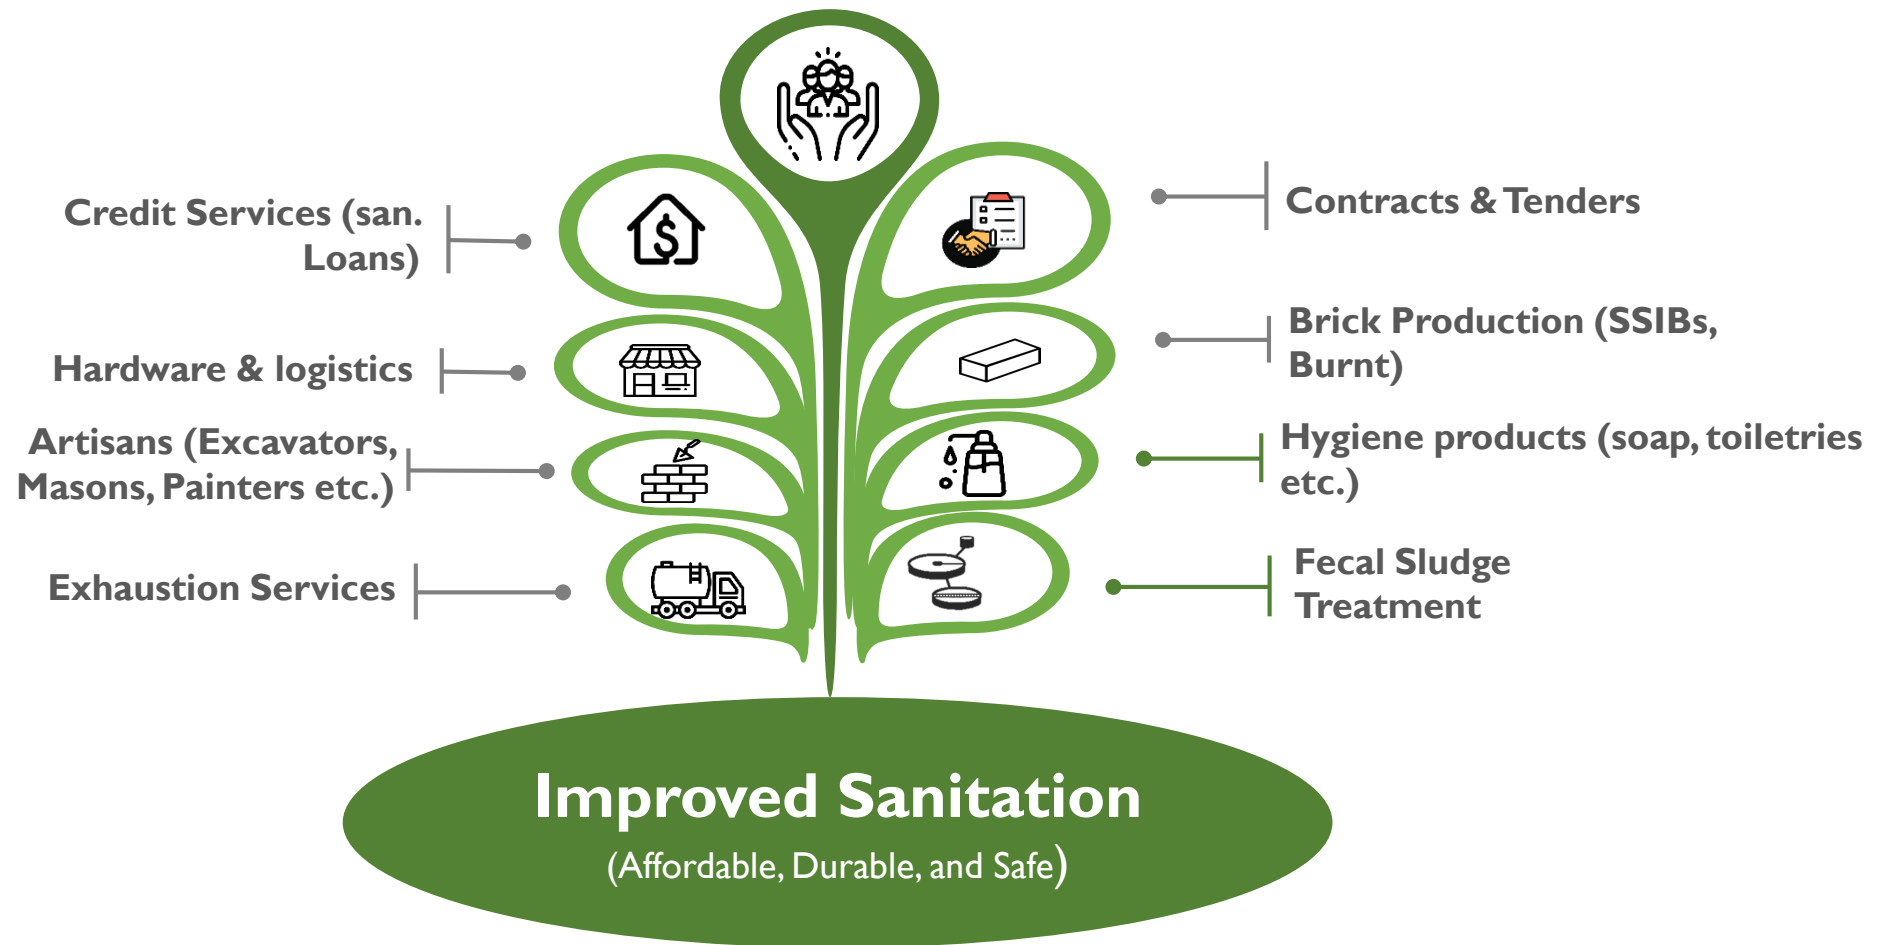 Credit Services (san.
Loans)
Hardware & logistics
Artisans (Excavators,
Masons, Painters etc.)
Exhaustion Services
Contracts & Tenders
Brick Production (SSIBs,
Burnt)
Hygiene products (soap, toiletries
etc.)
Fecal Sludge
Treatment
Improved Sanitation
(Affordable, Durable, and Safe)